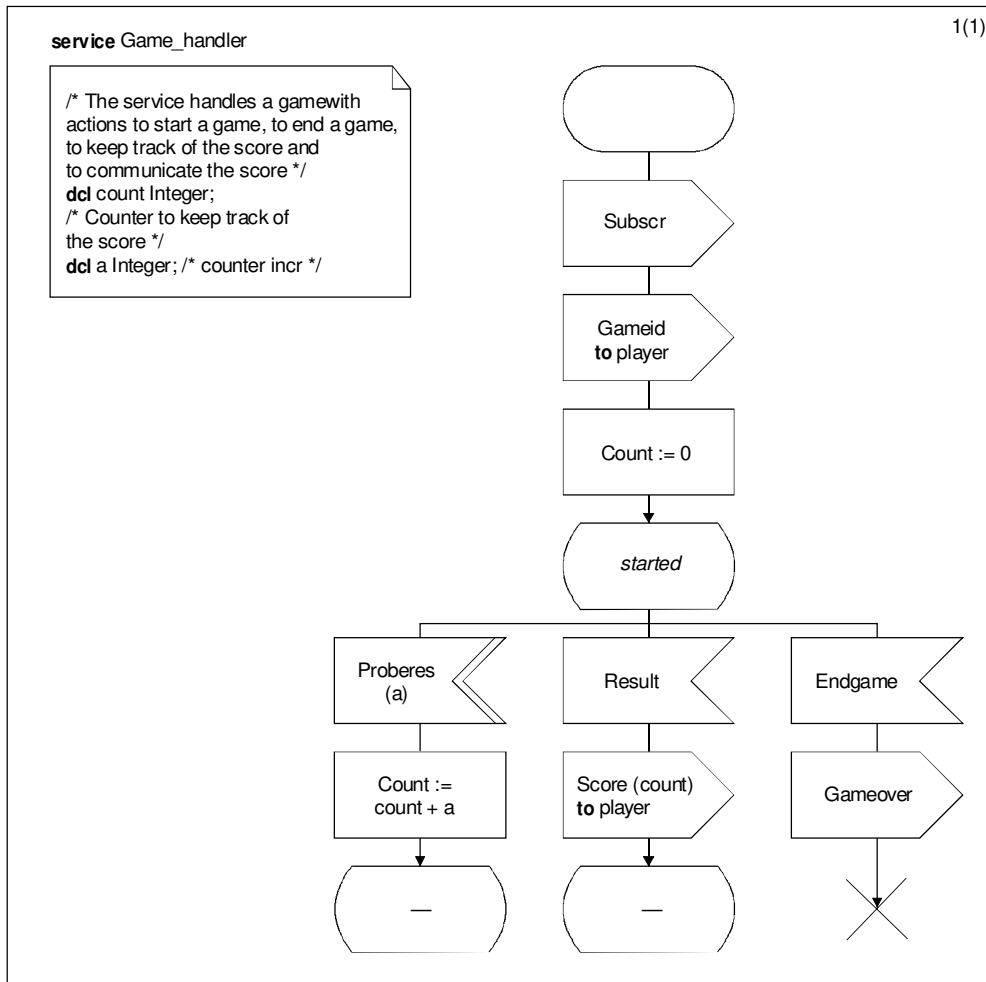 1(1)
service Game_handler
/* The service handles a gamewith
actions to start a game, to end a game,
to keep track of the score and
to communicate the score */
dcl count Integer;
/* Counter to keep track of
the score */
dcl a Integer; /* counter incr */
Subscr
Gameid
to player
Count := 0
started
Proberes
(a)
Result
Endgame
Count :=
count + a
Score (count)
to player
Gameover
—
—